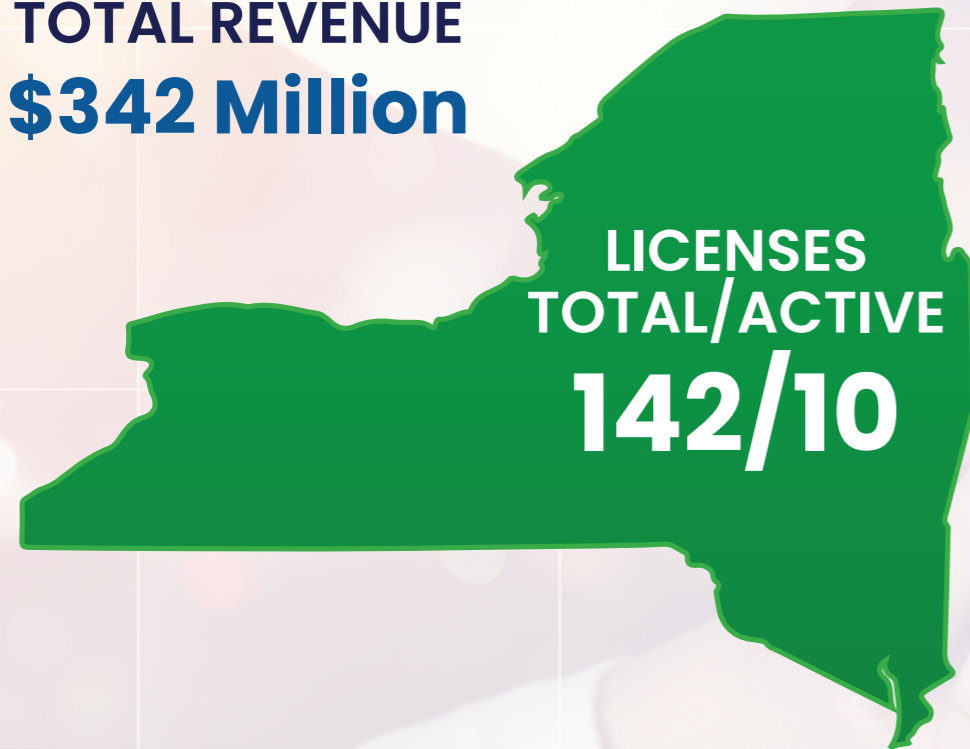 TOTAL REVENUE
$342 Million
LICENSES
TOTAL/ACTIVE
142/10